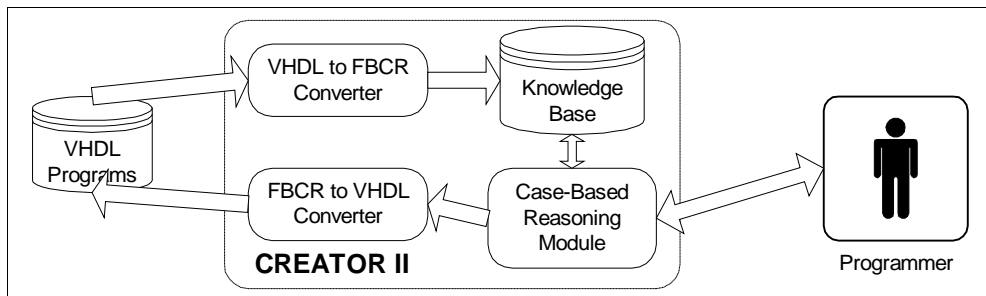 VHDL to FBCR
Converter
Knowledge
Base
VHDL
Programs
FBCR to VHDL
Converter
Case-Based
Reasoning
Module
CREATOR II
Programmer